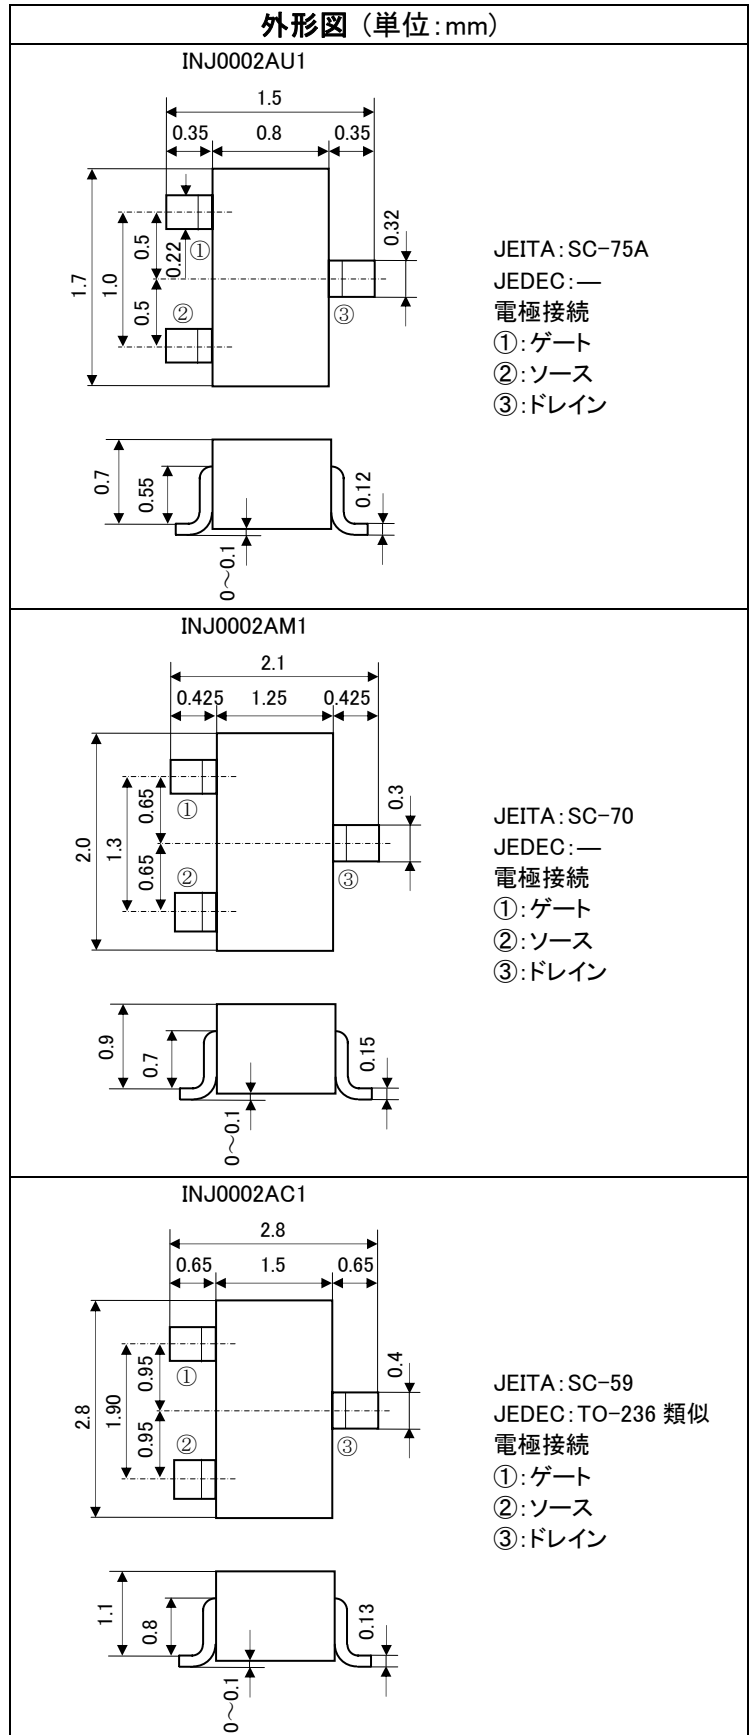 外形図（単位:mm）
INJ0002AU1
1.5
0.35 0.8 0.35
1.7
1.0
0.5
0.5
0.22
①
②
③
0.32
JEITA:SC-75A
JEDEC:—
電極接続
①:ゲート
②:ソース
③:ドレイン
0.7
0.55
0～0.1
0.12
INJ0002AM1
2.1
0.425 1.25 0.425
2.0
1.3
0.65
0.65
①
②
③
0.3
JEITA:SC-70
JEDEC:—
電極接続
①:ゲート
②:ソース
③:ドレイン
0.9
0.7
0～0.1
0.15
INJ0002AC1
2.8
0.65 1.5 0.65
2.8
1.90
0.95
0.95
①
②
③
0.4
JEITA:SC-59
JEDEC:TO-236 類似
電極接続
①:ゲート
②:ソース
③:ドレイン
1.1
0.8
0～0.1
0.13